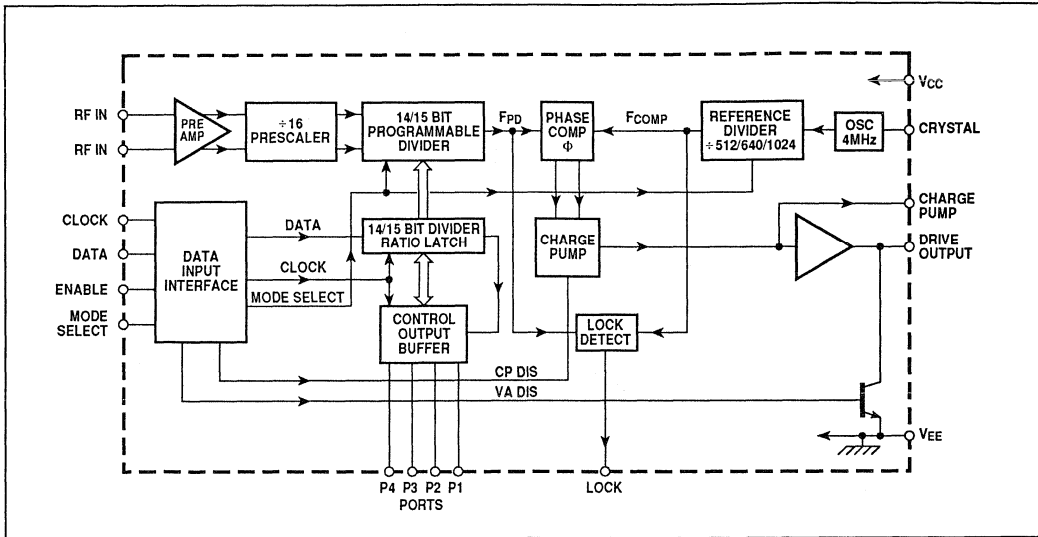 RF IN
RF IN
PRE
AMP
÷16
PRESCALER
14/15 BIT
PROGRAMMABLE
DIVIDER
FPD
PHASE
COMP
Φ
FCOMP
REFERENCE
DIVIDER
÷512/640/1024
OSC
4MHz
VCC
CRYSTAL
CLOCK
DATA
ENABLE
MODE
SELECT
DATA
INPUT
INTERFACE
DATA
CLOCK
MODE SELECT
14/15 BIT DIVIDER
RATIO LATCH
CONTROL
OUTPUT
BUFFER
CHARGE
PUMP
LOCK
DETECT
CHARGE
PUMP
DRIVE
OUTPUT
CP DIS
VA DIS
VEE
P4 P3 P2 P1
PORTS
LOCK